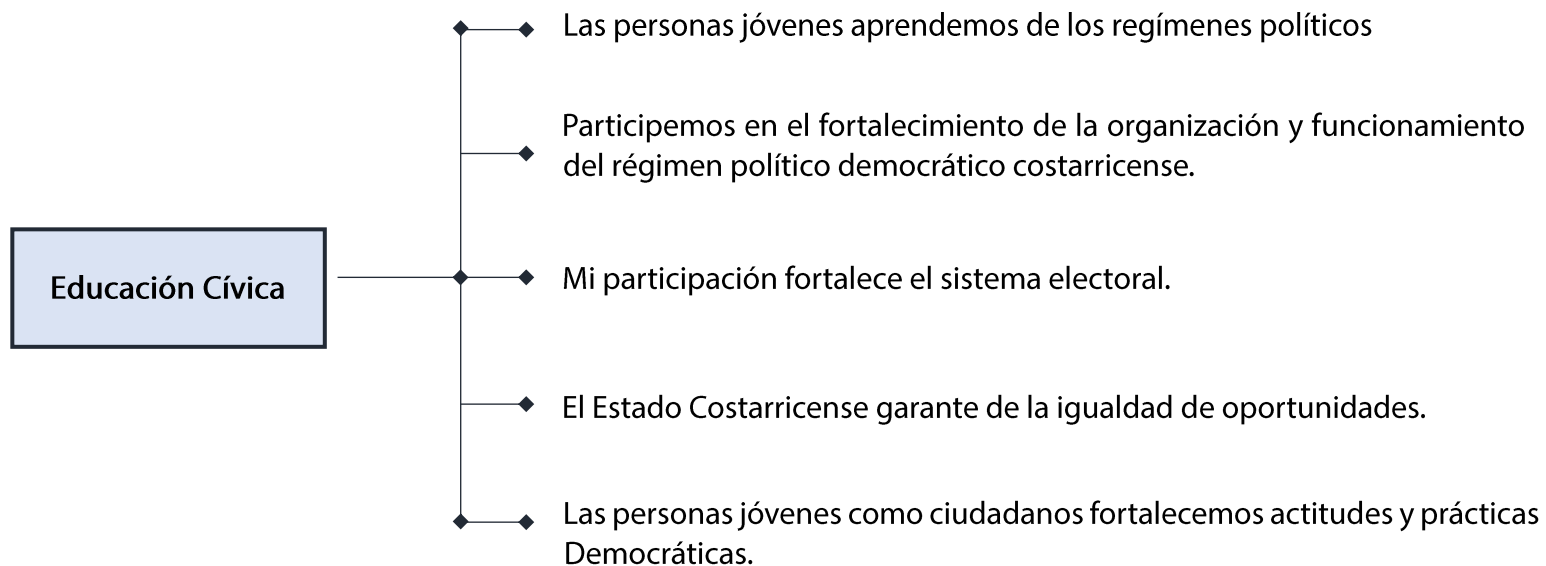 Las personas jóvenes aprendemos de los regímenes políticos
Participemos en el fortalecimiento de la organización y funcionamiento
del régimen político democrático costarricense.
Educación Cívica
Mi participación fortalece el sistema electoral.
El Estado Costarricense garante de la igualdad de oportunidades.
Las personas jóvenes como ciudadanos fortalecemos actitudes y prácticas
Democráticas.